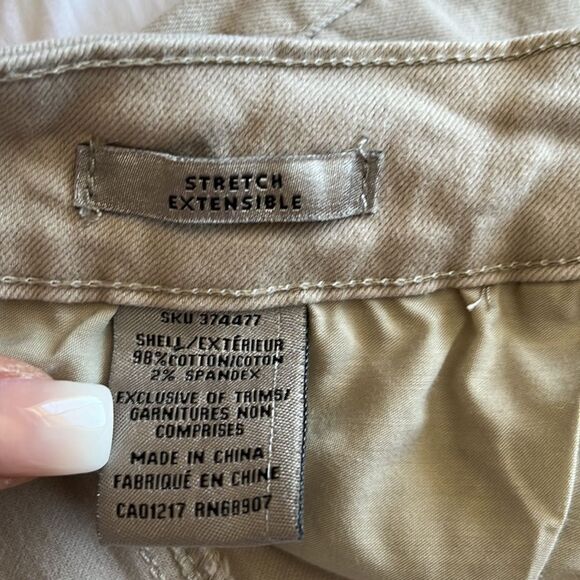 STRETCH
EXTENSIBLE
SKU 374477
SHELL/EXTÉRIEUR
98%COTTON/COTON
2% SPANDEX
EXCLUSIVE OF TRIMS/
GARNITURES NON
COMPRISES
MADE IN CHINA
FABRIQUÉ EN CHINE
CA01217 RN68907